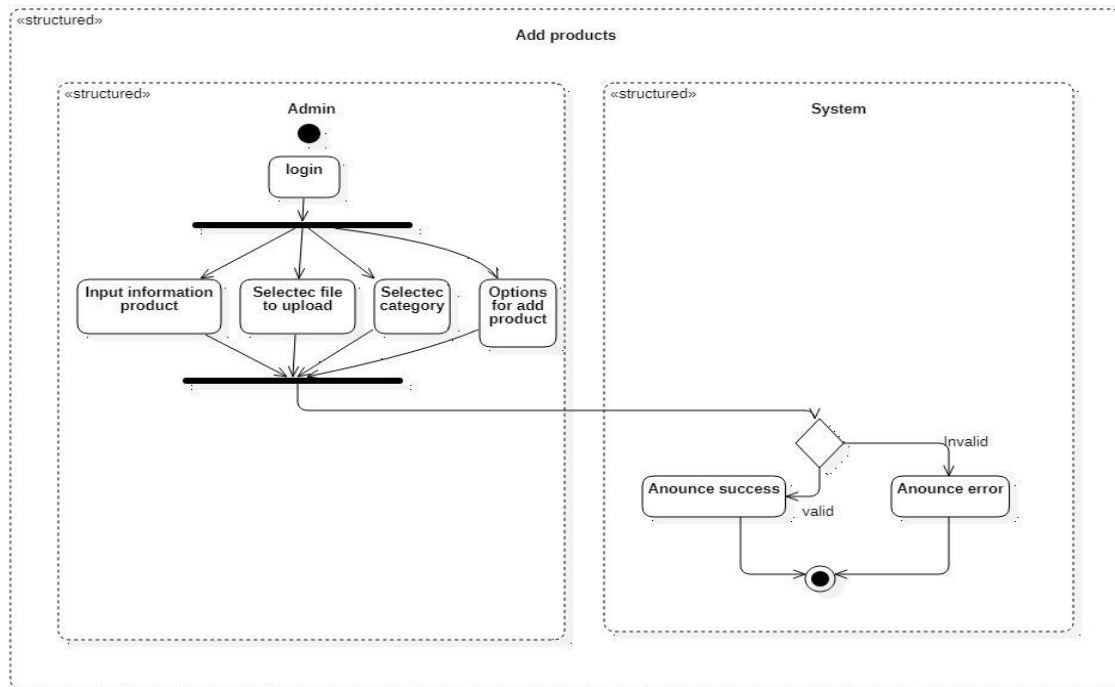 «structured»
Add products
«structured»
Admin
login
Input information
product
Selectec file
to upload
Selectec
category
Options
for add
product
«structured»
System
Invalid
Anounce success
valid
Anounce error